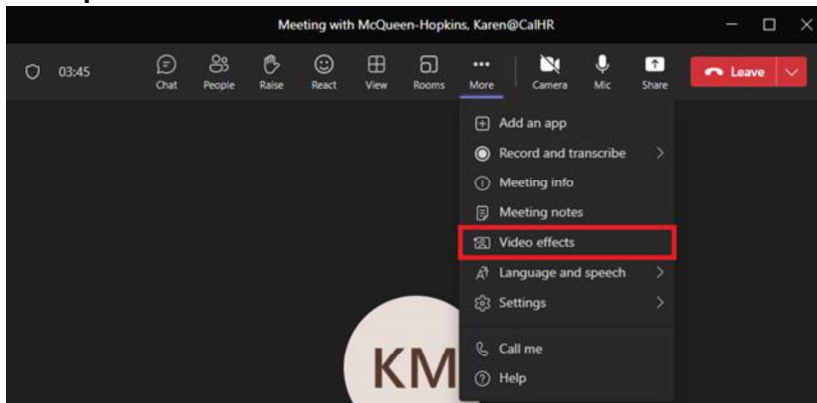 Meeting with McQueen-Hopkins, Karen@CalHR
03:45
Chat People Raise React View Rooms More Camera Mic Share Leave
Add an app
Record and transcribe
Meeting info
Meeting notes
Video effects
Language and speech
Settings
Call me
Help
KM